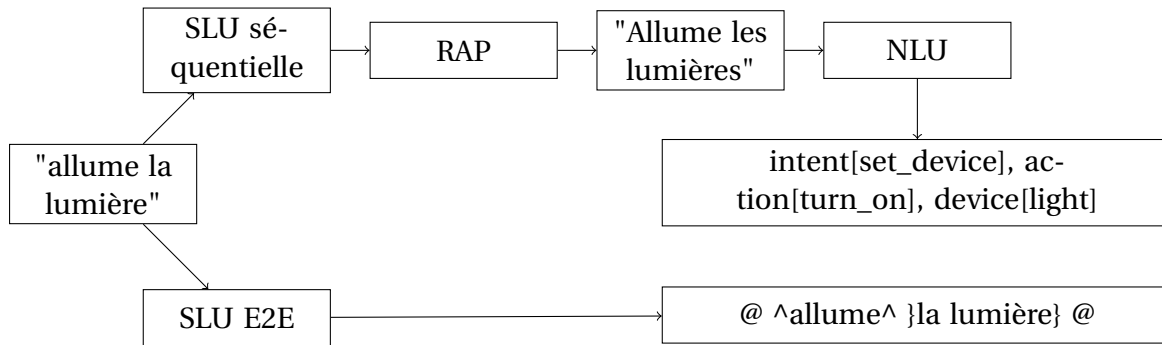 SLU sé-
quentielle
RAP
"Allume les
lumières"
NLU
"allume la
lumière"
intent[set_device], ac-
tion[turn_on], device[light]
SLU E2E
@ ^allume^ }la lumière} @